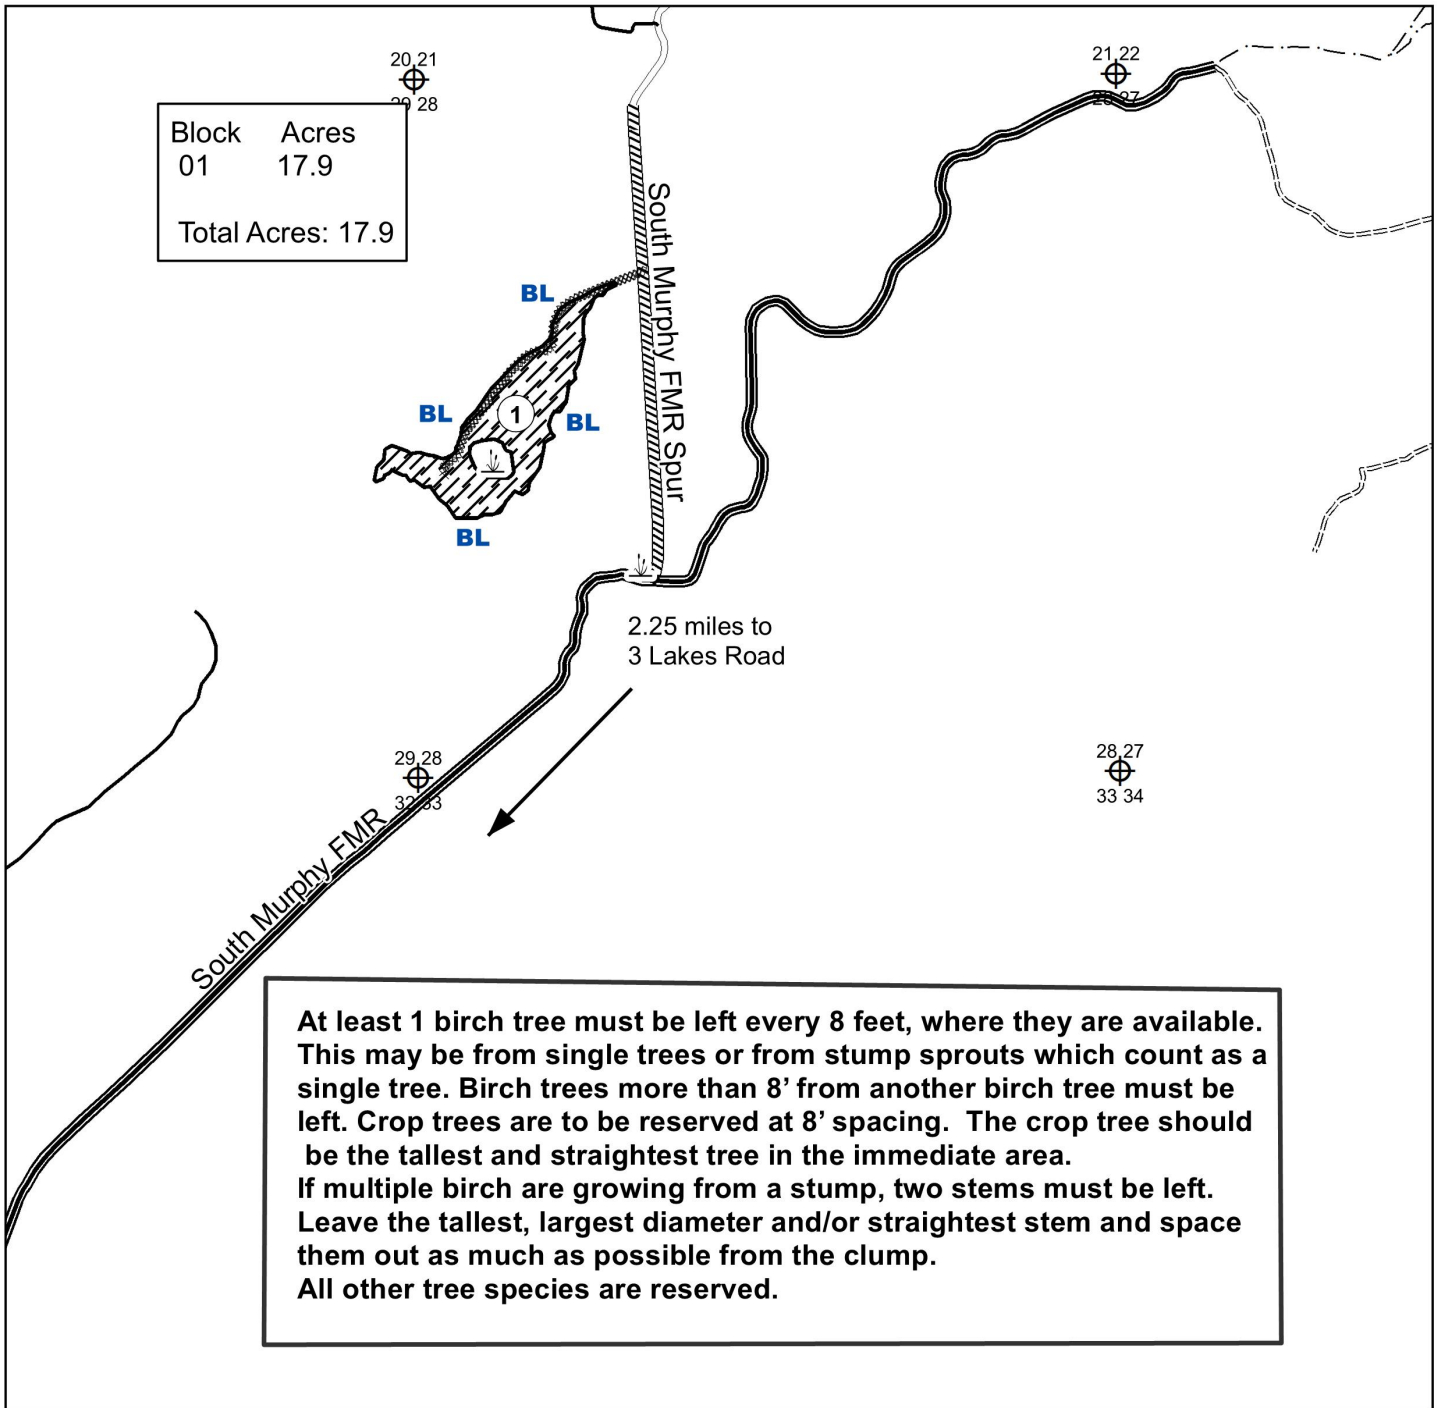 20 21
29 28
21 22
28 27
Block Acres
01 17.9
Total Acres: 17.9
South Murphy FMR Spur
BL
BL
1
BL
BL
2.25 miles to
3 Lakes Road
29 28
32 33
28 27
33 34
South Murphy FMR
At least 1 birch tree must be left every 8 feet, where they are available.
This may be from single trees or from stump sprouts which count as a
single tree. Birch trees more than 8’ from another birch tree must be
left. Crop trees are to be reserved at 8’ spacing. The crop tree should
be the tallest and straightest tree in the immediate area.
If multiple birch are growing from a stump, two stems must be left.
Leave the tallest, largest diameter and/or straightest stem and space
them out as much as possible from the clump.
All other tree species are reserved.